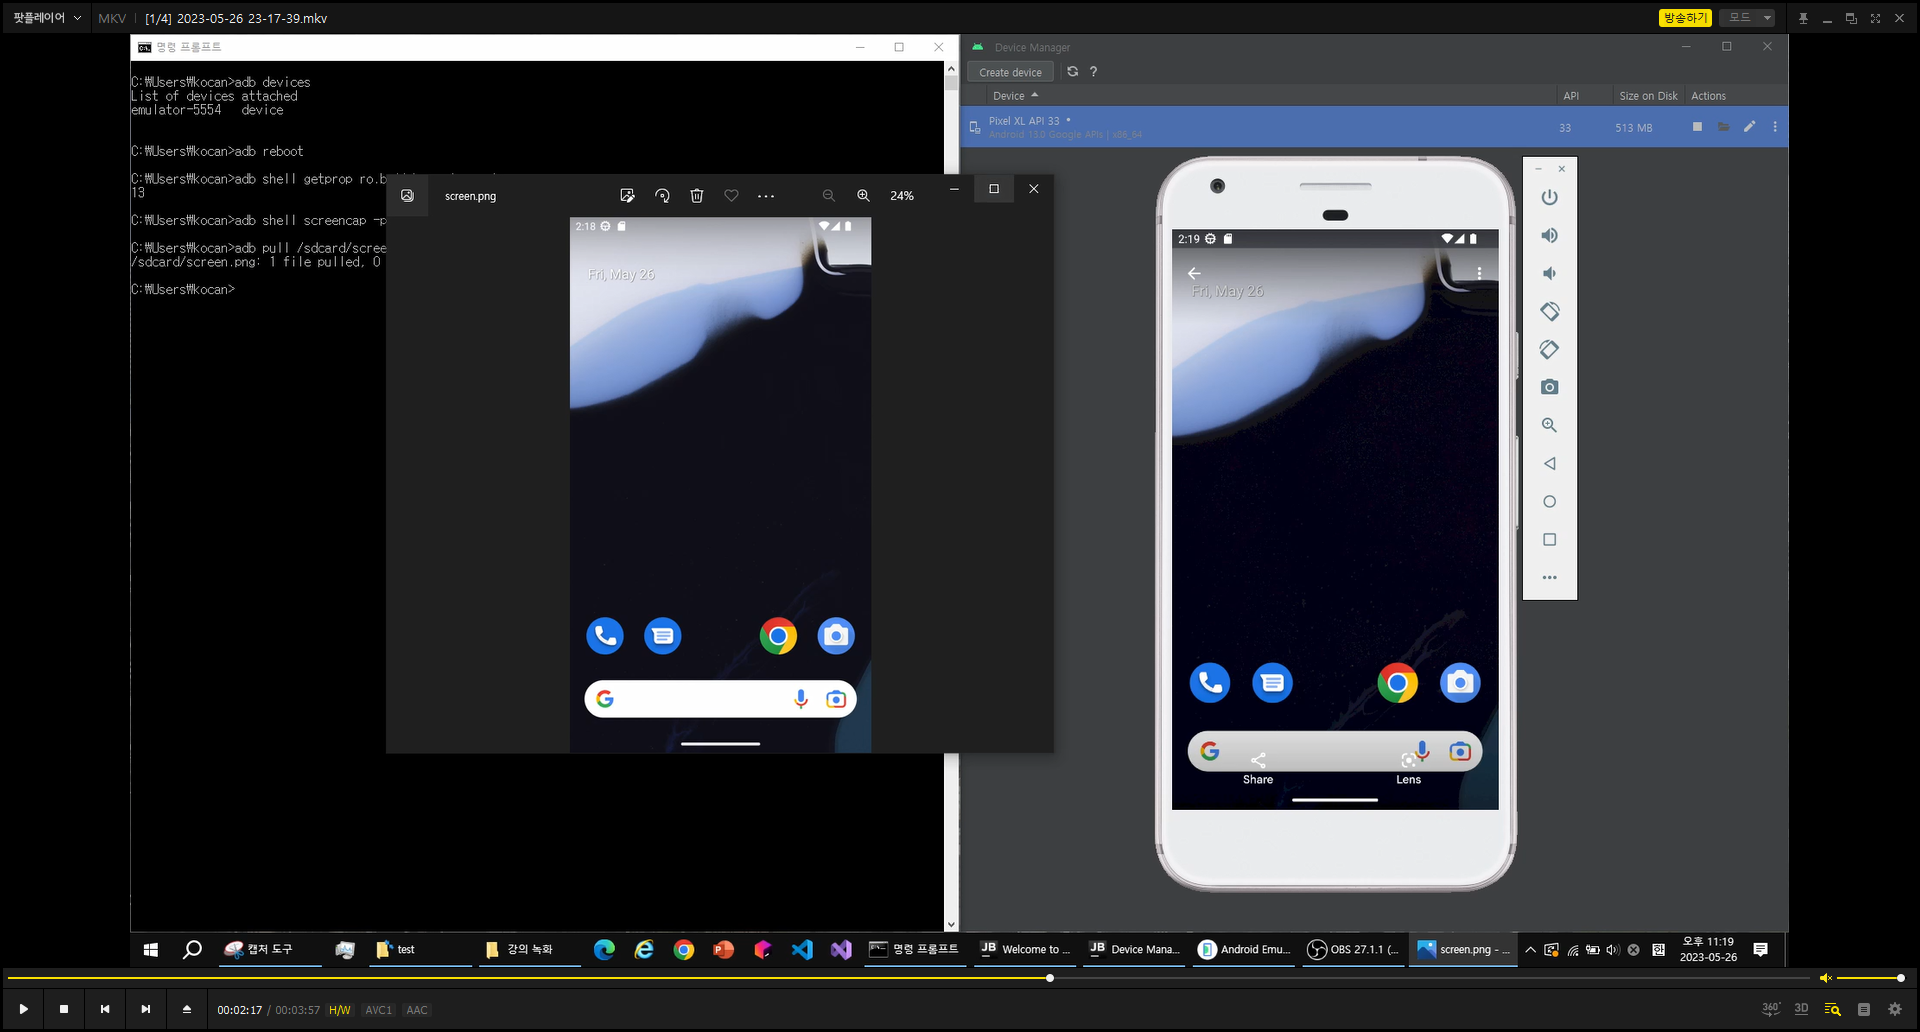 팟플레이어
MKV
[1/4] 2023-05-26 23-17-39.mkv
방송하기
모드
명령 프롬프트
C:\Users\kocan>adb devices
List of devices attached
emulator-5554 device
C:\Users\kocan>adb reboot
C:\Users\kocan>adb shell getprop ro.b
13
C:\Users\kocan>adb shell screencap -p
C:\Users\kocan>adb pull /sdcard/scree
/sdcard/screen.png: 1 file pulled, 0
C:\Users\kocan>
screen.png
24%
2:18
Fri, May 26
Device Manager
Create device
?
Device
API
Size on Disk
Actions
Pixel XL API 33
Android 13.0 Google APIs | x86_64
33
513 MB
2:19
Fri, May 26
Share
Lens
캡처 도구
test
강의 녹화
명령 프롬프트
JB Welcome to ...
JB Device Mana...
Android Emu...
OBS 27.1.1 (...
screen.png - ...
오후 11:19
2023-05-26
00:02:17 / 00:03:57
H/W
AVC1
AAC
360°
3D